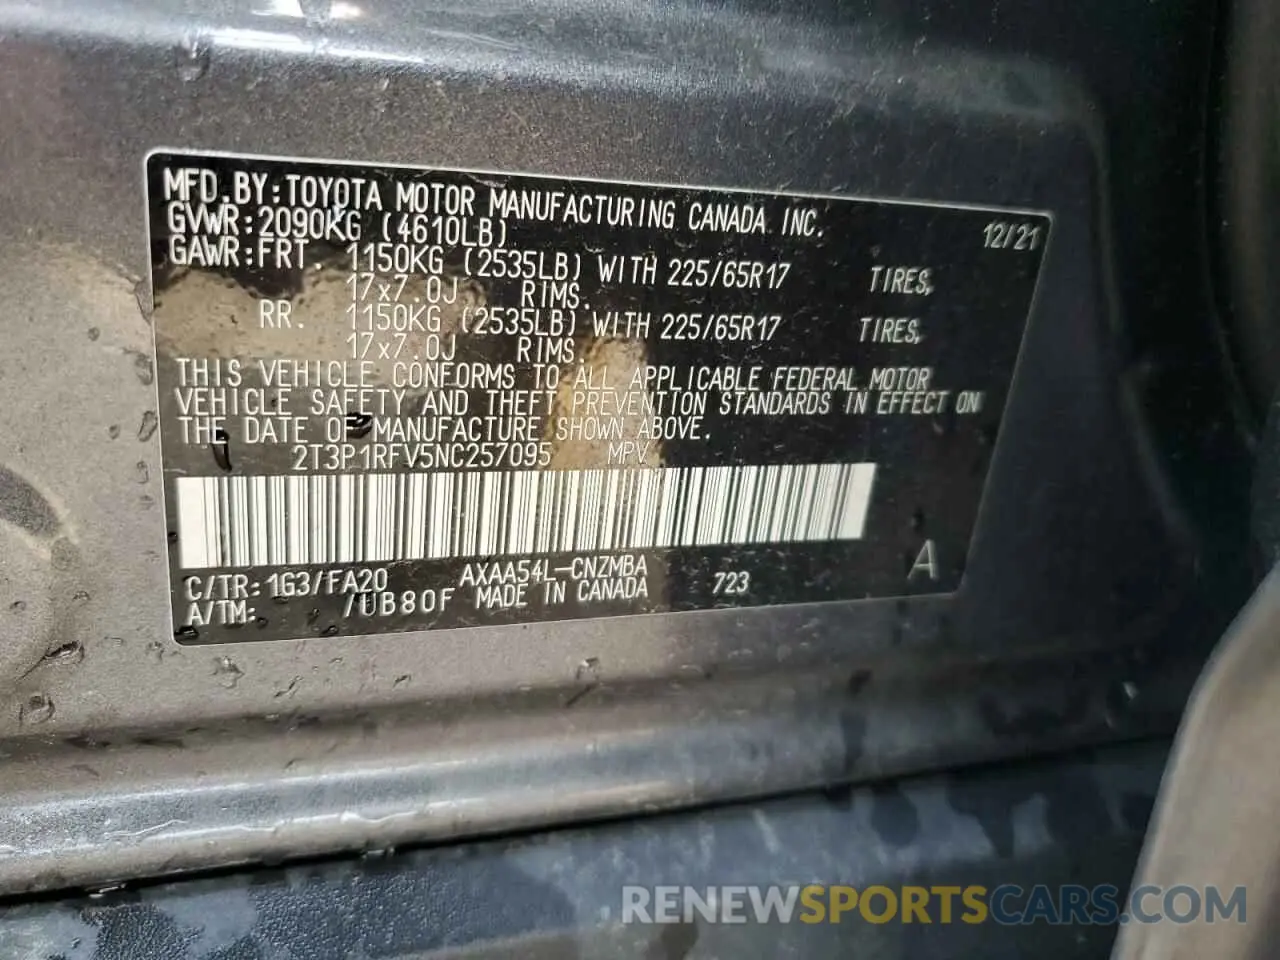 MFD.BY:TOYOTA MOTOR MANUFACTURING CANADA INC.
GVWR:2090KG (4610LB) 12/21
GAWR:FRT. 1150KG (2535LB) WITH 225/65R17 TIRES,
17x7.0J RIMS.
RR. 1150KG (2535LB) WITH 225/65R17 TIRES,
17x7.0J RIMS.
THIS VEHICLE CONFORMS TO ALL APPLICABLE FEDERAL MOTOR
VEHICLE SAFETY AND THEFT PREVENTION STANDARDS IN EFFECT ON
THE DATE OF MANUFACTURE SHOWN ABOVE.
2T3P1RFV5NC257095 MPV
C/TR:1G3/FA20 AXAA54L-CNZMBA 723 A
A/TM: /UB80F MADE IN CANADA
RENEWSPORTSCARS.COM